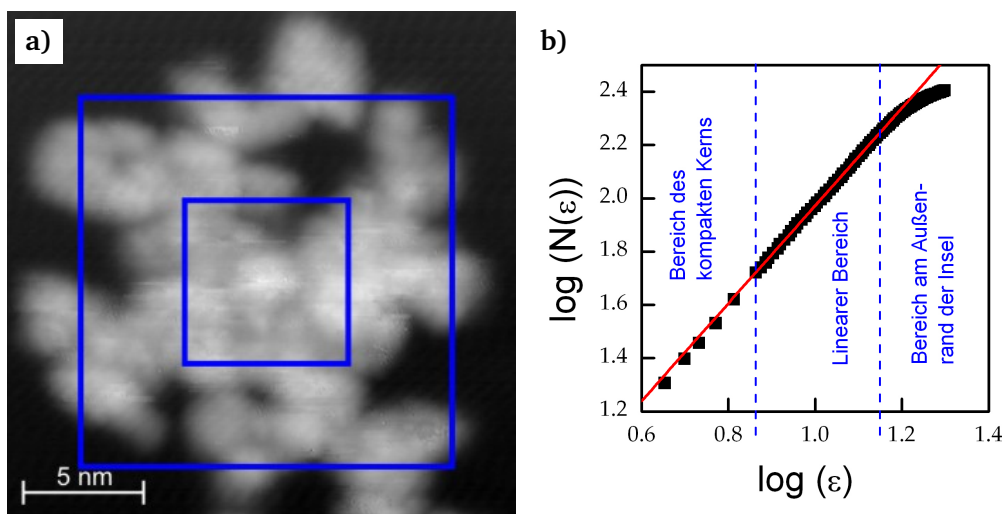 a)
5 nm
b)
log (N(ε))
2.4
2.2
2.0
1.8
1.6
1.4
1.2
Bereich des
kompakten Kerns
Linearer Bereich
Bereich am Außen-
rand der Insel
0.6
0.8
1.0
1.2
1.4
log (ε)